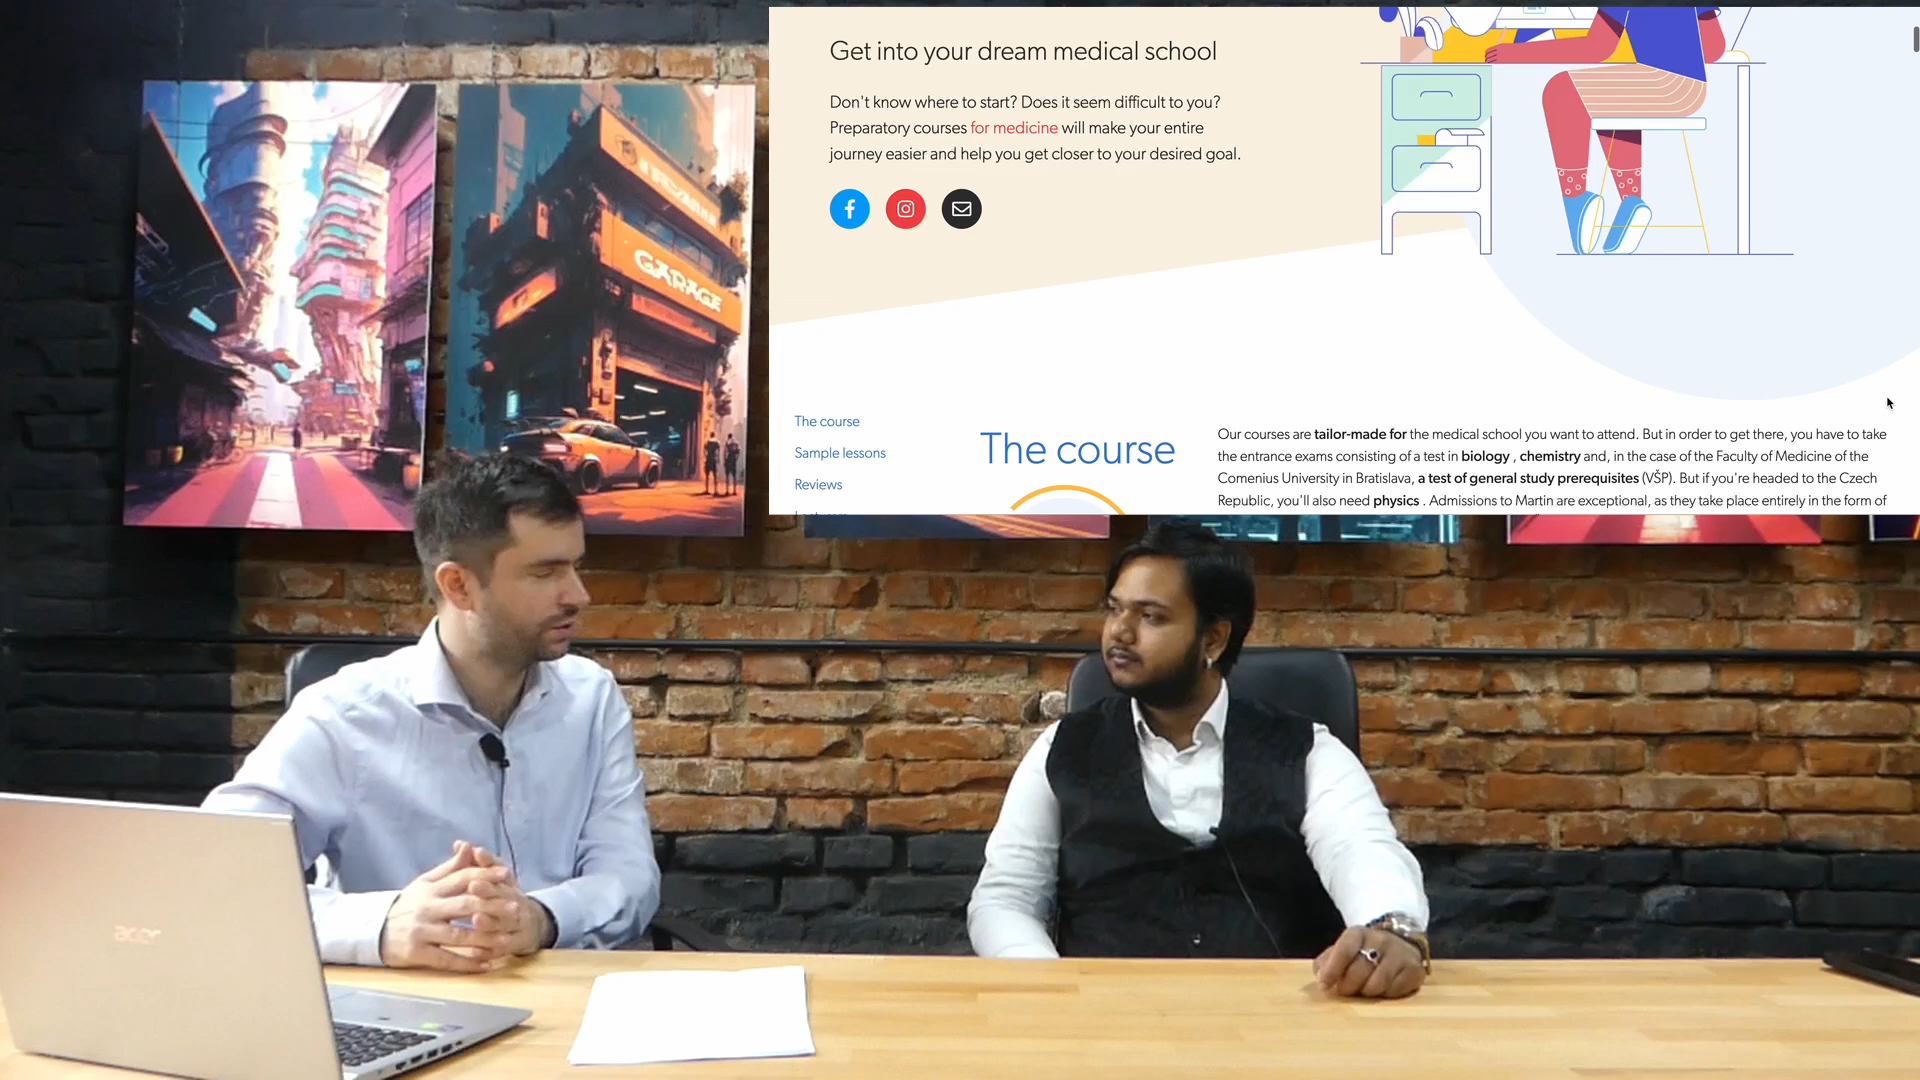 Get into your dream medical school
Don't know where to start? Does it seem difficult to you?
Preparatory courses for medicine will make your entire
journey easier and help you get closer to your desired goal.
The course
Sample lessons
Reviews
The course
Our courses are tailor-made for the medical school you want to attend. But in order to get there, you have to take
the entrance exams consisting of a test in biology , chemistry and, in the case of the Faculty of Medicine of the
Comenius University in Bratislava, a test of general study prerequisites (VŠP). But if you're headed to the Czech
Republic, you'll also need physics . Admissions to Martin are exceptional, as they take place entirely in the form of
GARAGE
acer